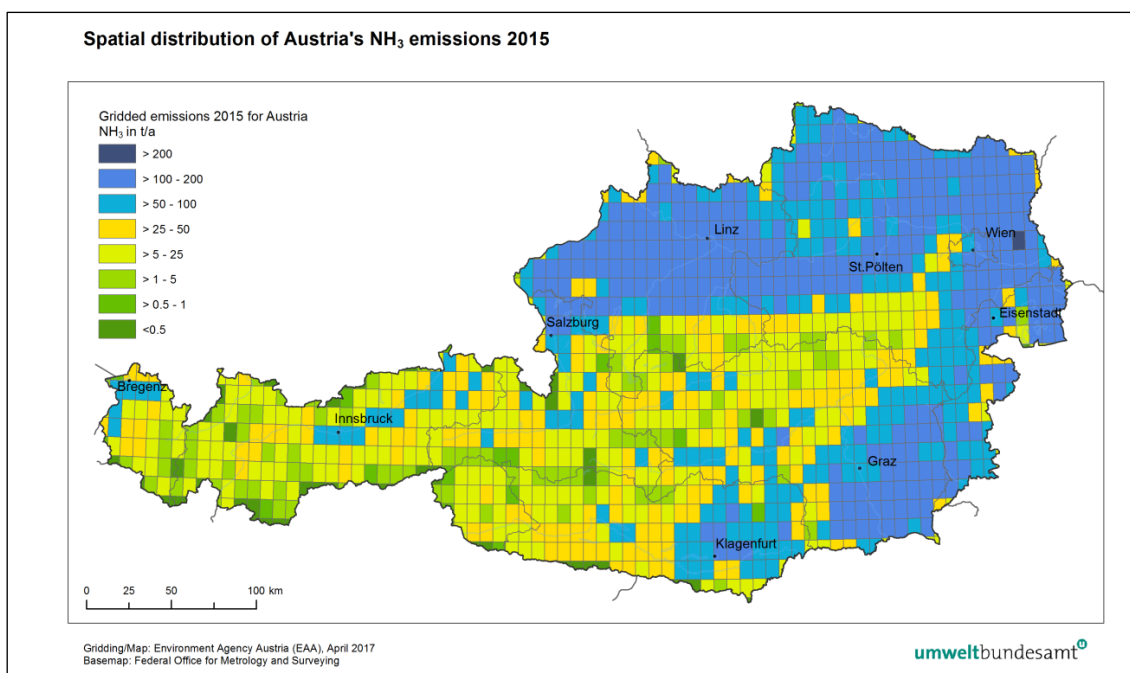 Spatial distribution of Austria's NH₃ emissions 2015
Gridded emissions 2015 for Austria
NH₃ in t/a
> 200
> 100 - 200
> 50 - 100
> 25 - 50
> 5 - 25
> 1 - 5
> 0.5 - 1
<0.5
Linz
Wien
St.Pölten
Eisenstadt
Salzburg
Bregenz
Innsbruck
Graz
Klagenfurt
0 25 50 100 km
Gridding/Map: Environment Agency Austria (EAA), April 2017
Basemap: Federal Office for Metrology and Surveying
umweltbundesamt